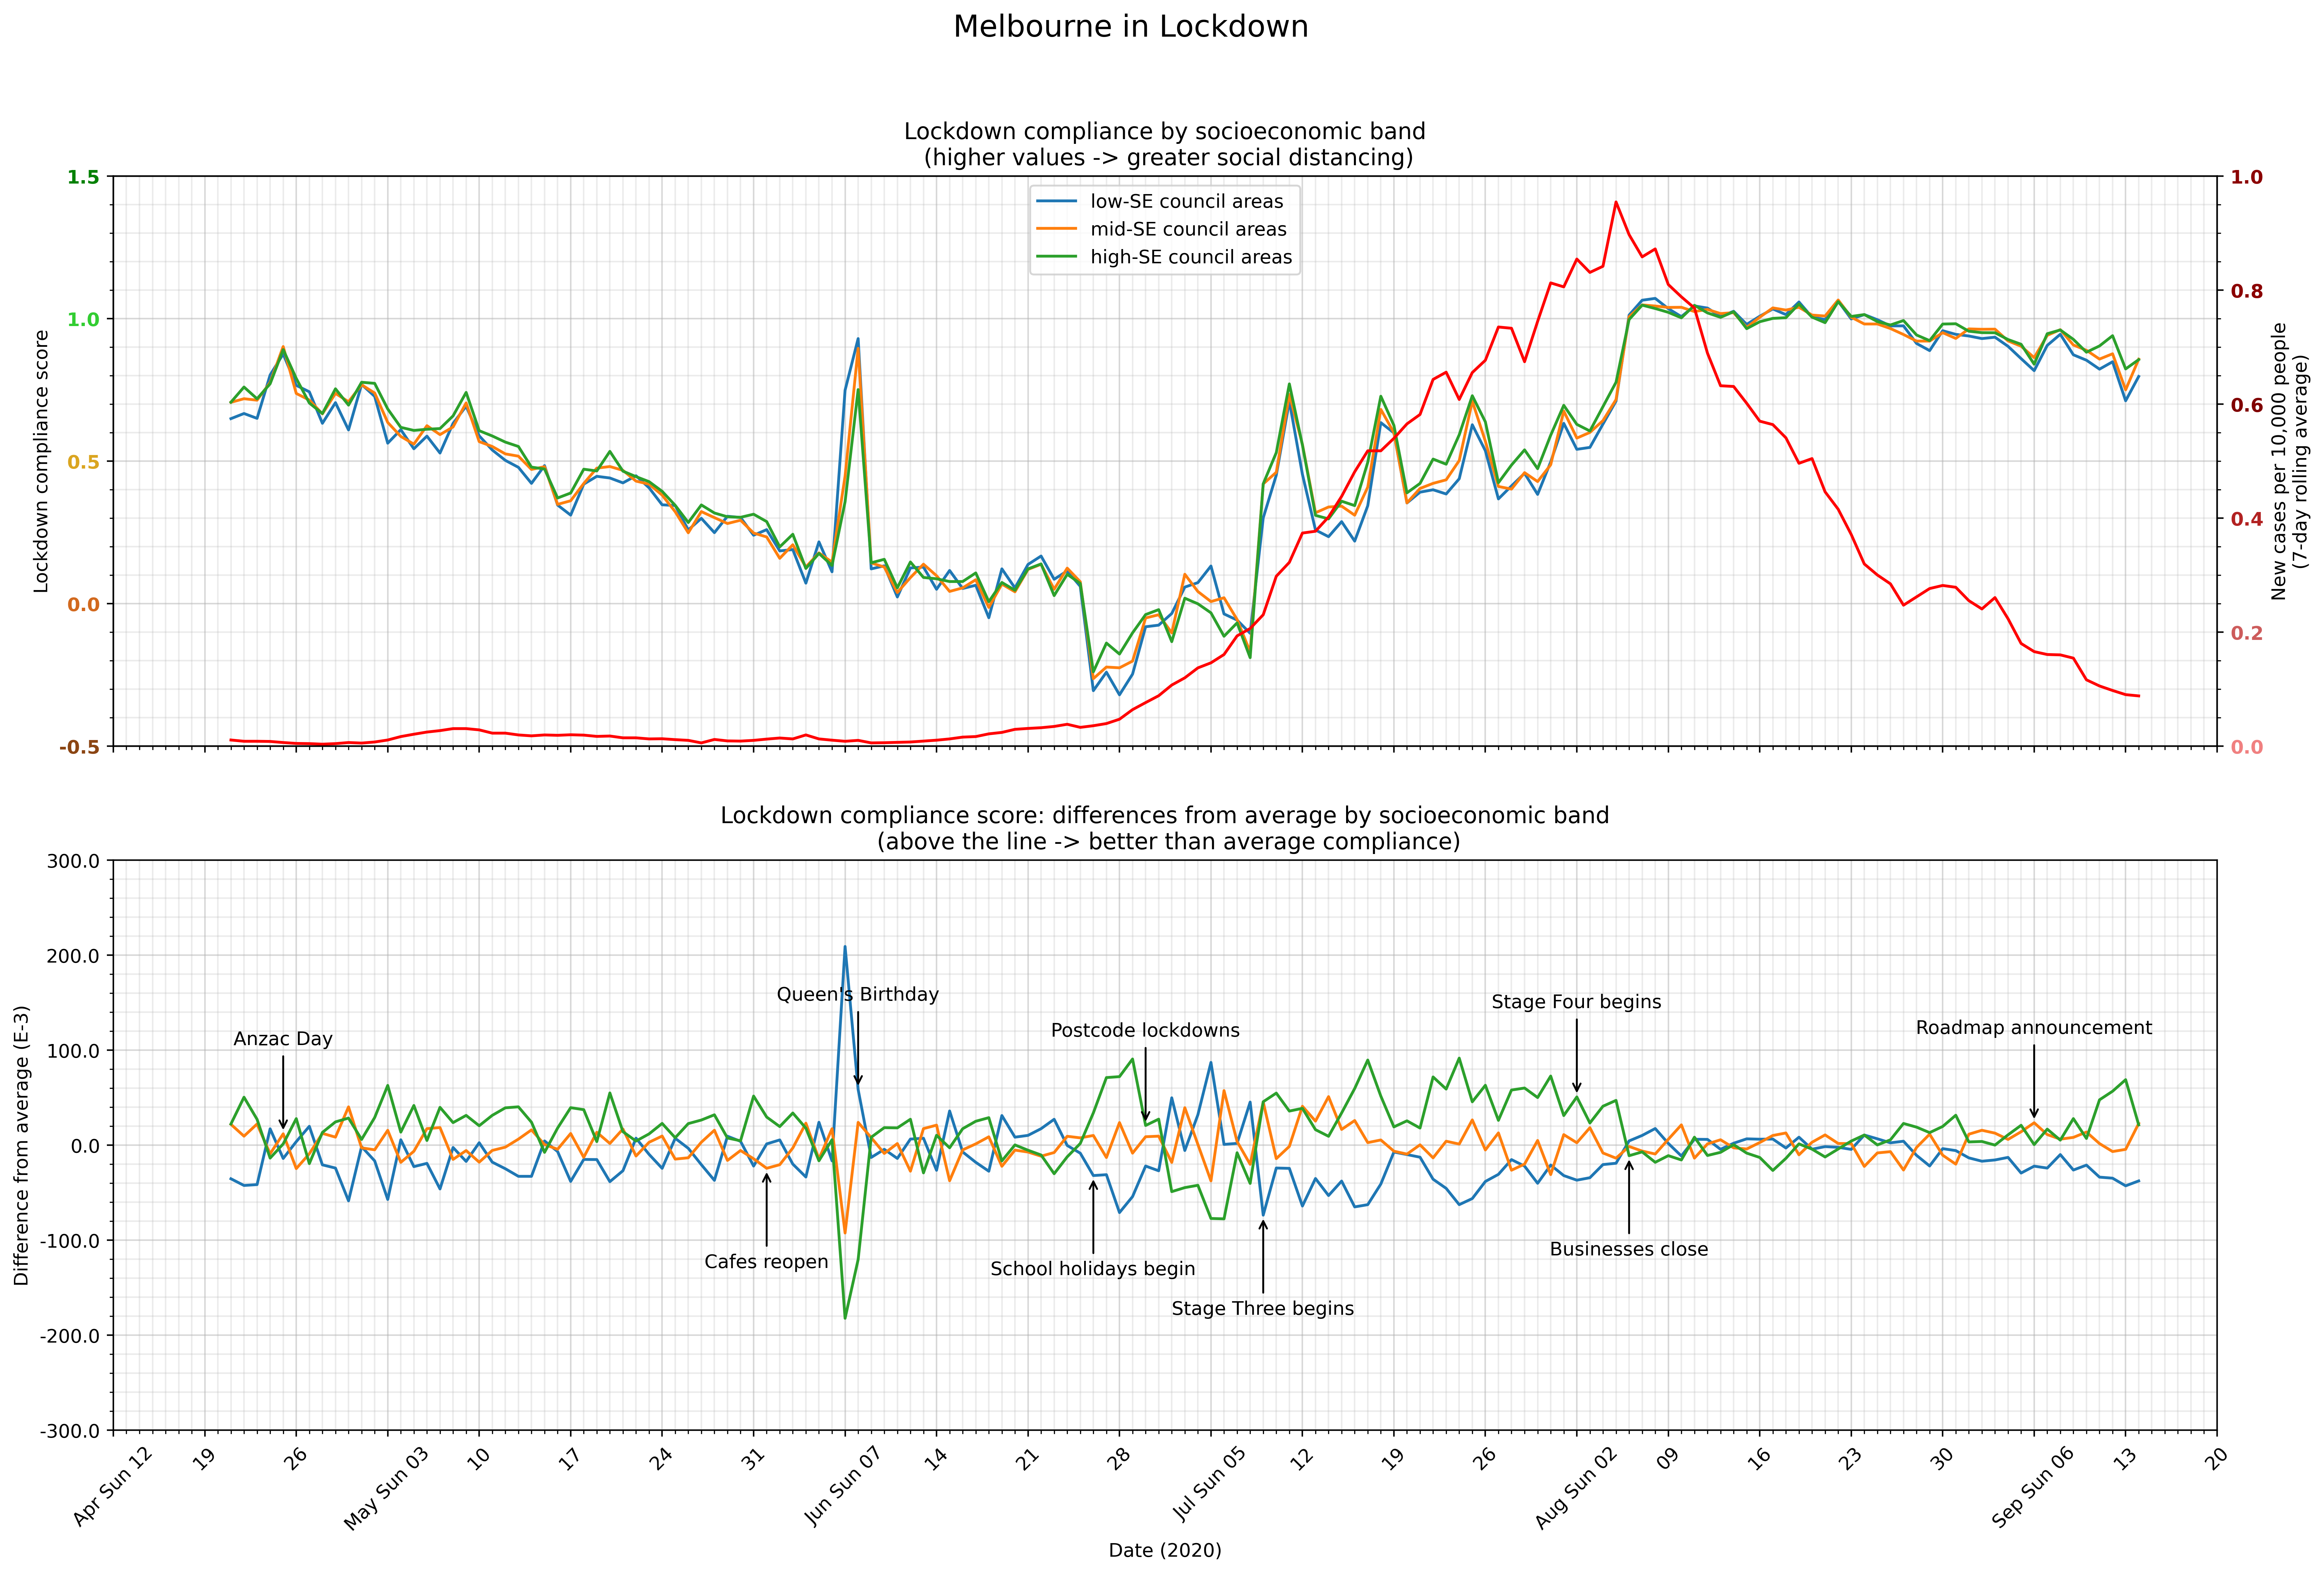 Melbourne in Lockdown
Lockdown compliance by socioeconomic band
(higher values -> greater social distancing)
1.5
1.0
0.5
0.0
-0.5
Lockdown compliance score
low-SE council areas
mid-SE council areas
high-SE council areas
1.0
0.8
0.6
0.4
0.2
0.0
New cases per 10,000 people
(7-day rolling average)
Lockdown compliance score: differences from average by socioeconomic band
(above the line -> better than average compliance)
300.0
200.0
100.0
0.0
-100.0
-200.0
-300.0
Difference from average (E-3)
Anzac Day
Queen's Birthday
Postcode lockdowns
Stage Four begins
Roadmap announcement
Cafes reopen
School holidays begin
Stage Three begins
Businesses close
Apr Sun 12
19
26
May Sun 03
10
17
24
31
Jun Sun 07
14
21
28
Jul Sun 05
12
19
26
Aug Sun 02
09
16
23
30
Sep Sun 06
13
20
Date (2020)